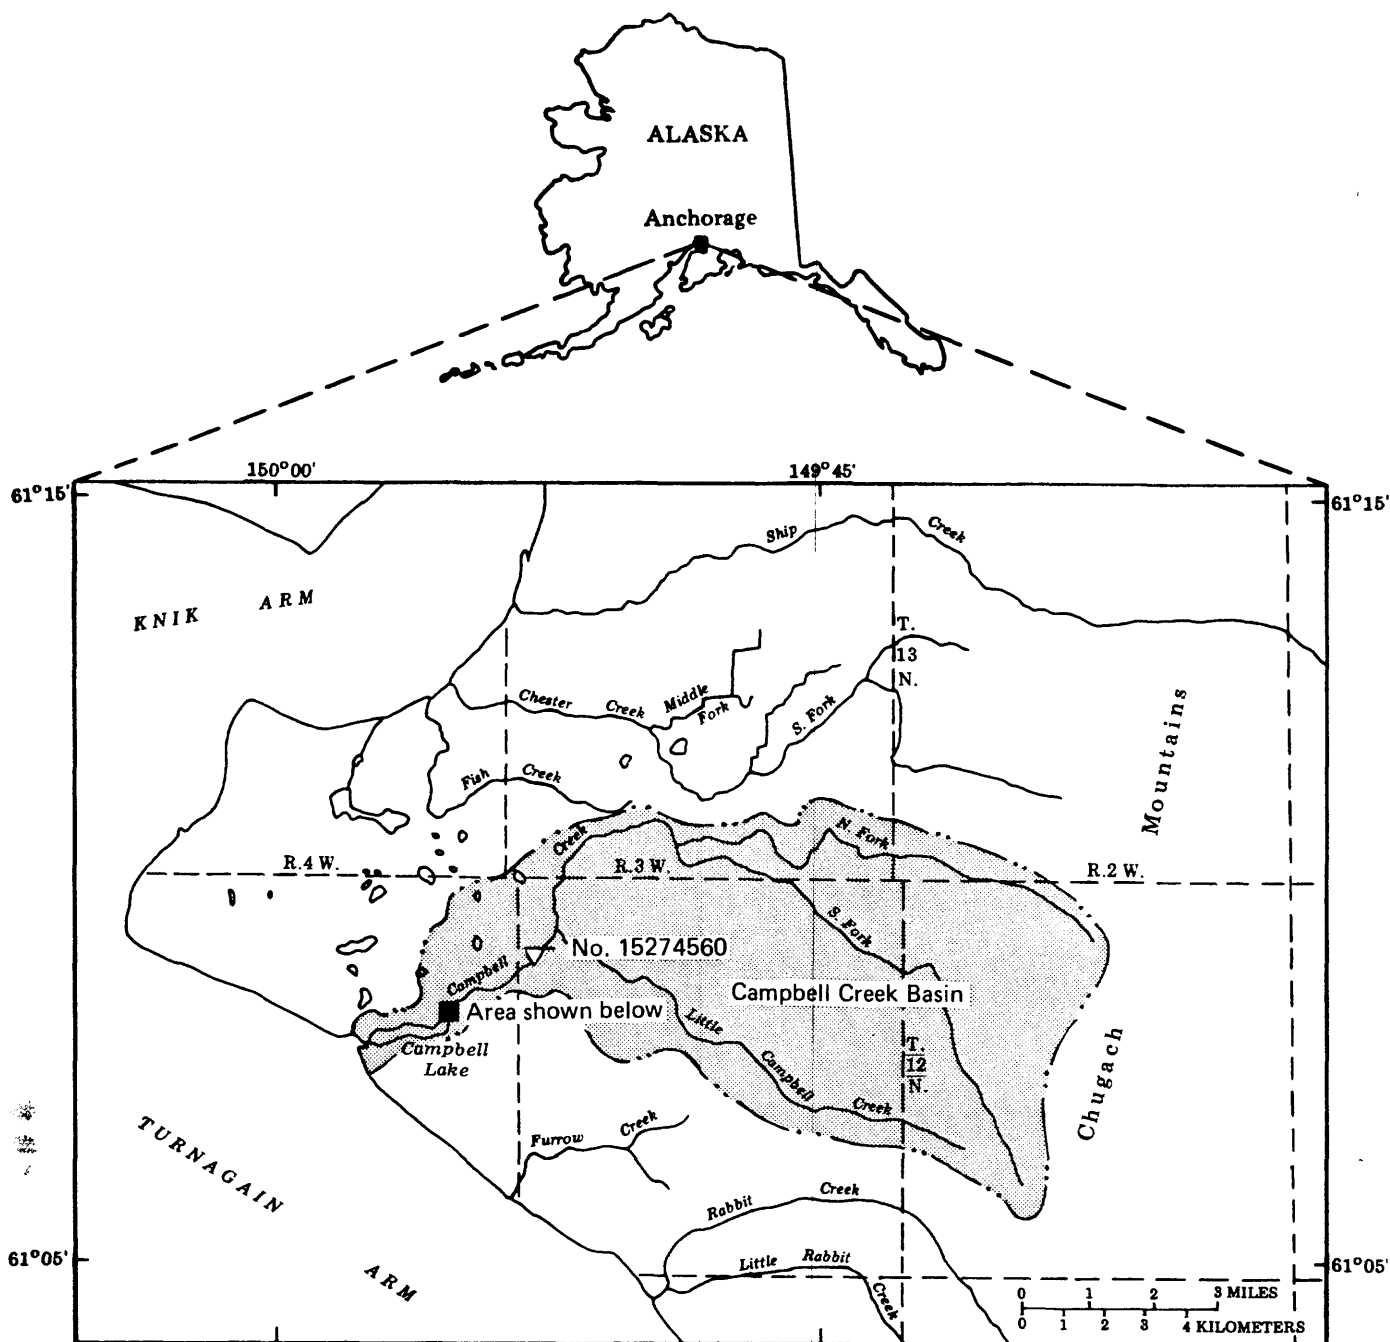 ALASKA
Anchorage
150°00'
149°45'
61°15'
61°15'
Ship Creek
KNIK ARM
T.
13
N.
Chester Creek
Middle
Fork
S. Fork
Fish Creek
Mountains
Creek
N. Fork
R.4 W.
R.3 W.
R.2 W.
S. Fork
No. 15274560
Campbell
Campbell Creek Basin
Area shown below
Little
Campbell
Lake
T.
12
N.
Campbell
Creek
Chugach
TURNAGAIN
Furrow Creek
Rabbit Creek
61°05'
61°05'
Little Rabbit
Creek
ARM
0 1 2 3 MILES
0 1 2 3 4 KILOMETERS